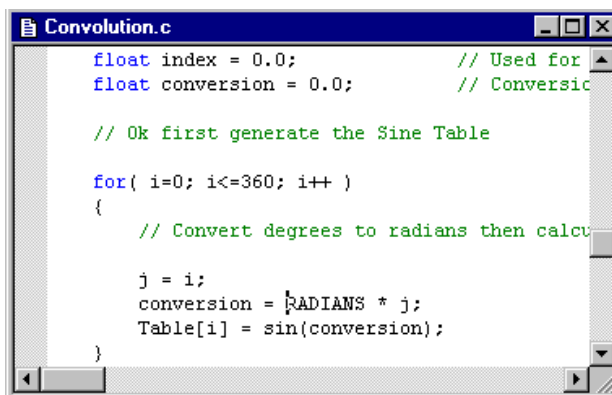 Convolution.c
float index = 0.0; // Used for
float conversion = 0.0; // Conversic
// Ok first generate the Sine Table
for( i=0; i<=360; i++ )
{
// Convert degrees to radians then calcu
j = i;
conversion = RADIANS * j;
Table[i] = sin(conversion);
}